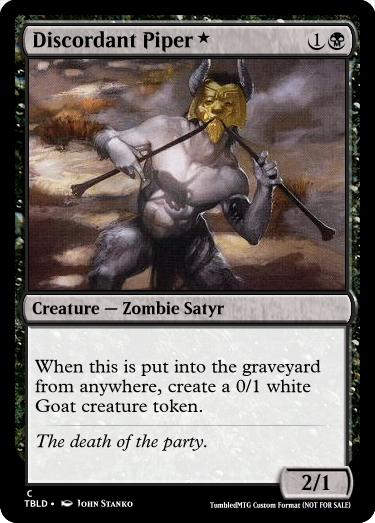 Discordant Piper ★ 1
Creature — Zombie Satyr
When this is put into the graveyard
from anywhere, create a 0/1 white
Goat creature token.
The death of the party.
2/1
C
TBLD • John Stanko TumbledMTG Custom Format (NOT FOR SALE)